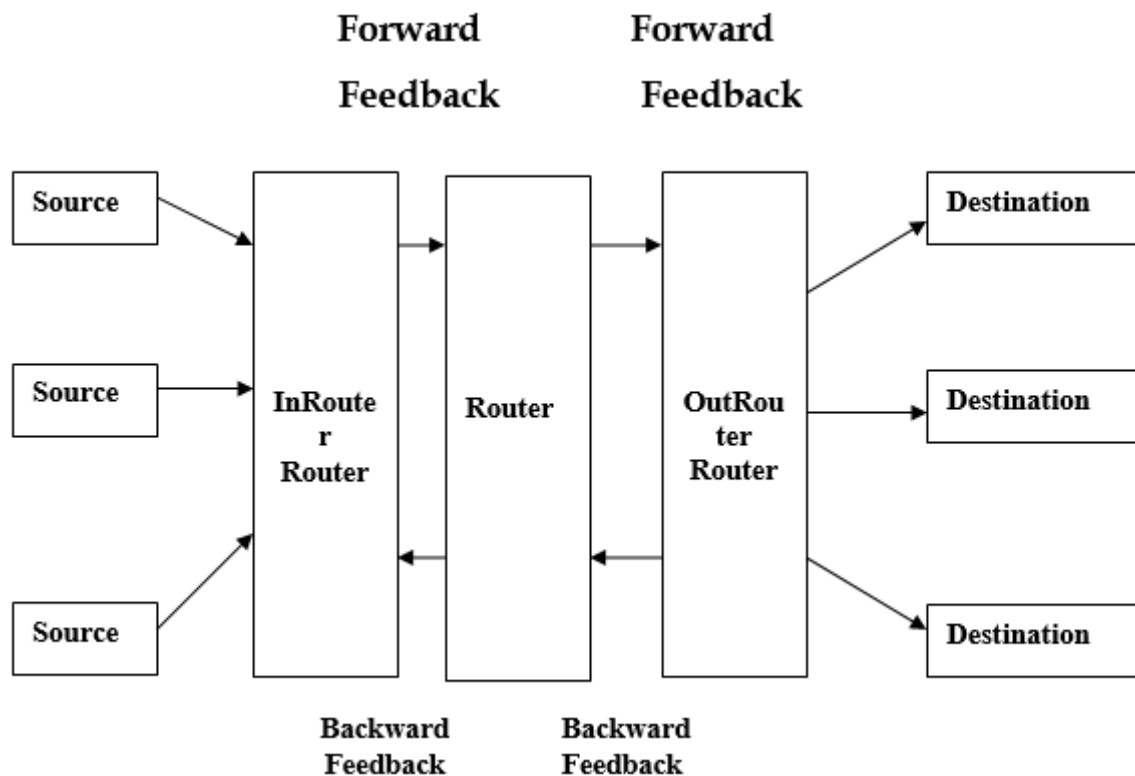 Forward Forward
Feedback Feedback
Source
Source
Source
InRoute
r
Router
Router
OutRou
ter
Router
Destination
Destination
Destination
Backward Backward
Feedback Feedback